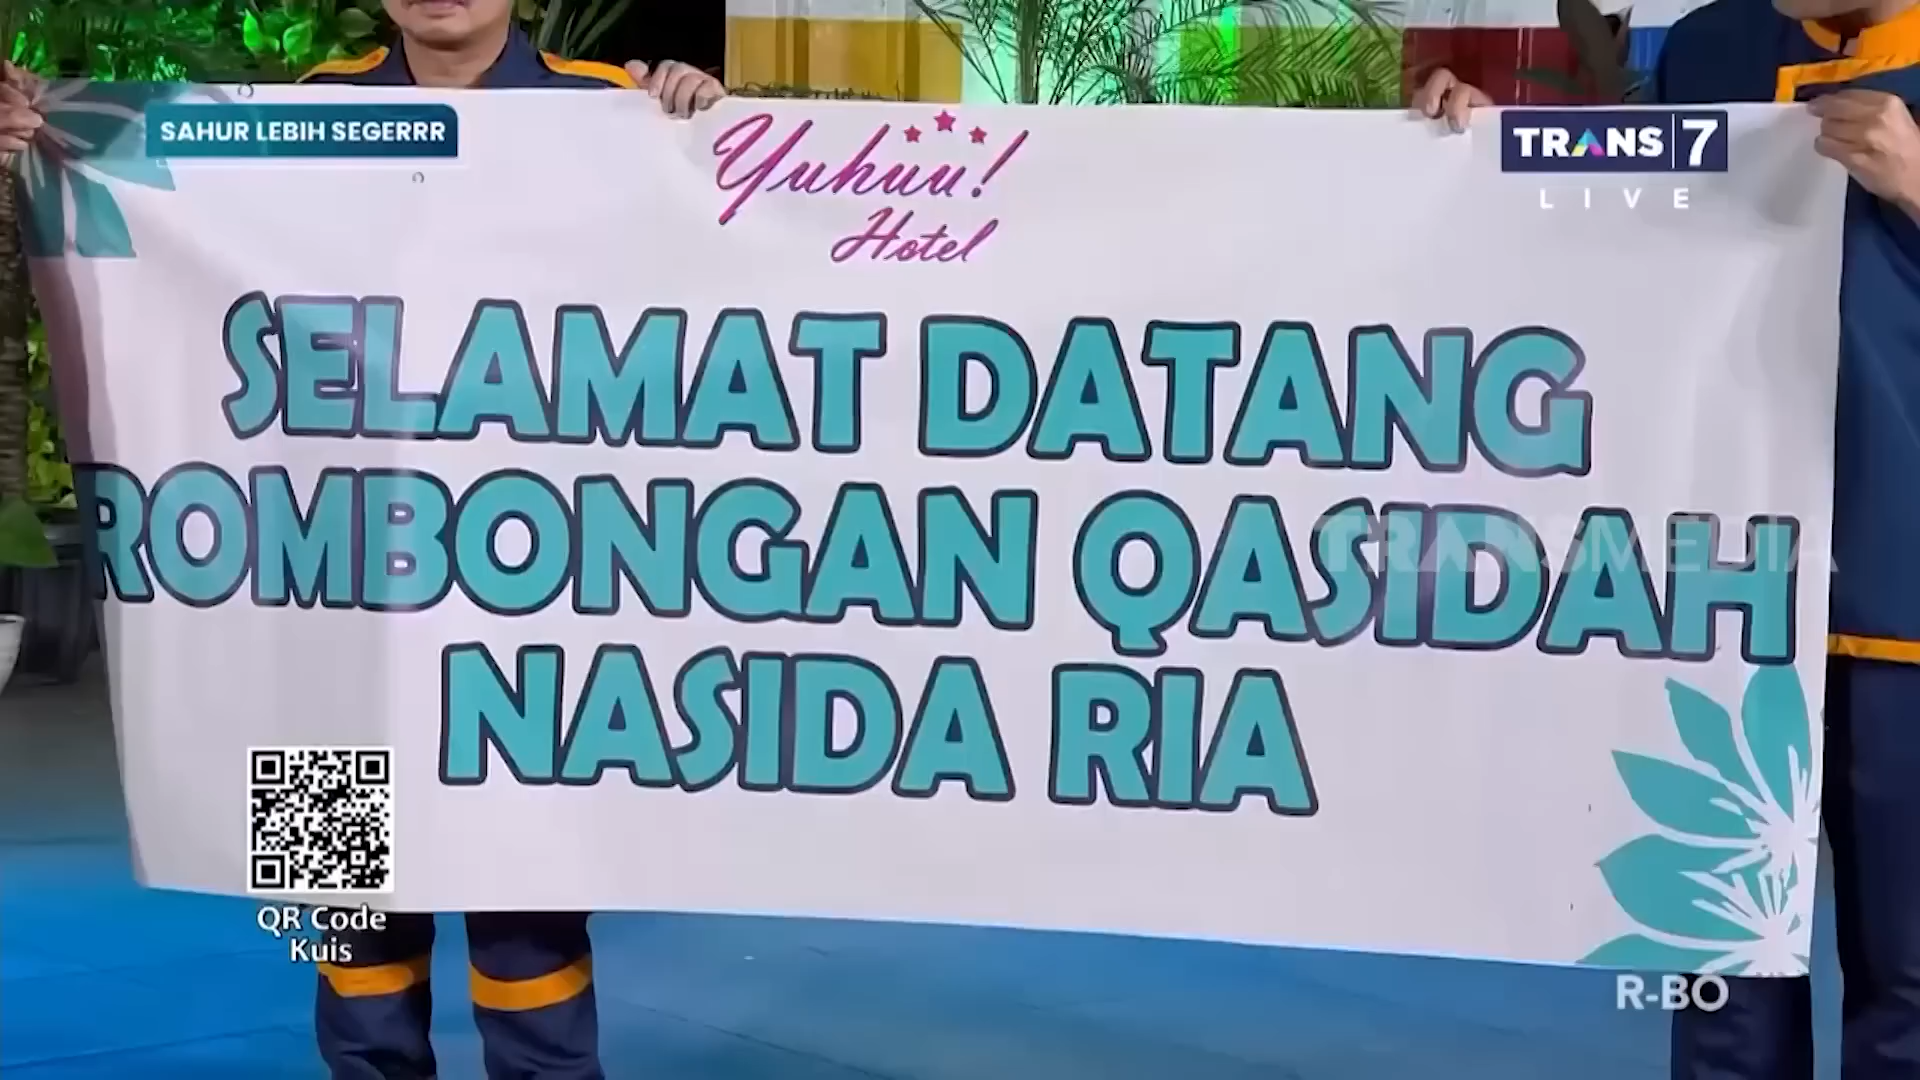 SAHUR LEBIH SEGERRR
TRANS|7
LIVE
Yuhuu!
Hotel
SELAMAT DATANG
ROMBONGAN QASIDAH
NASIDA RIA
TRANSMEDIA
QR Code
Kuis
R-BO